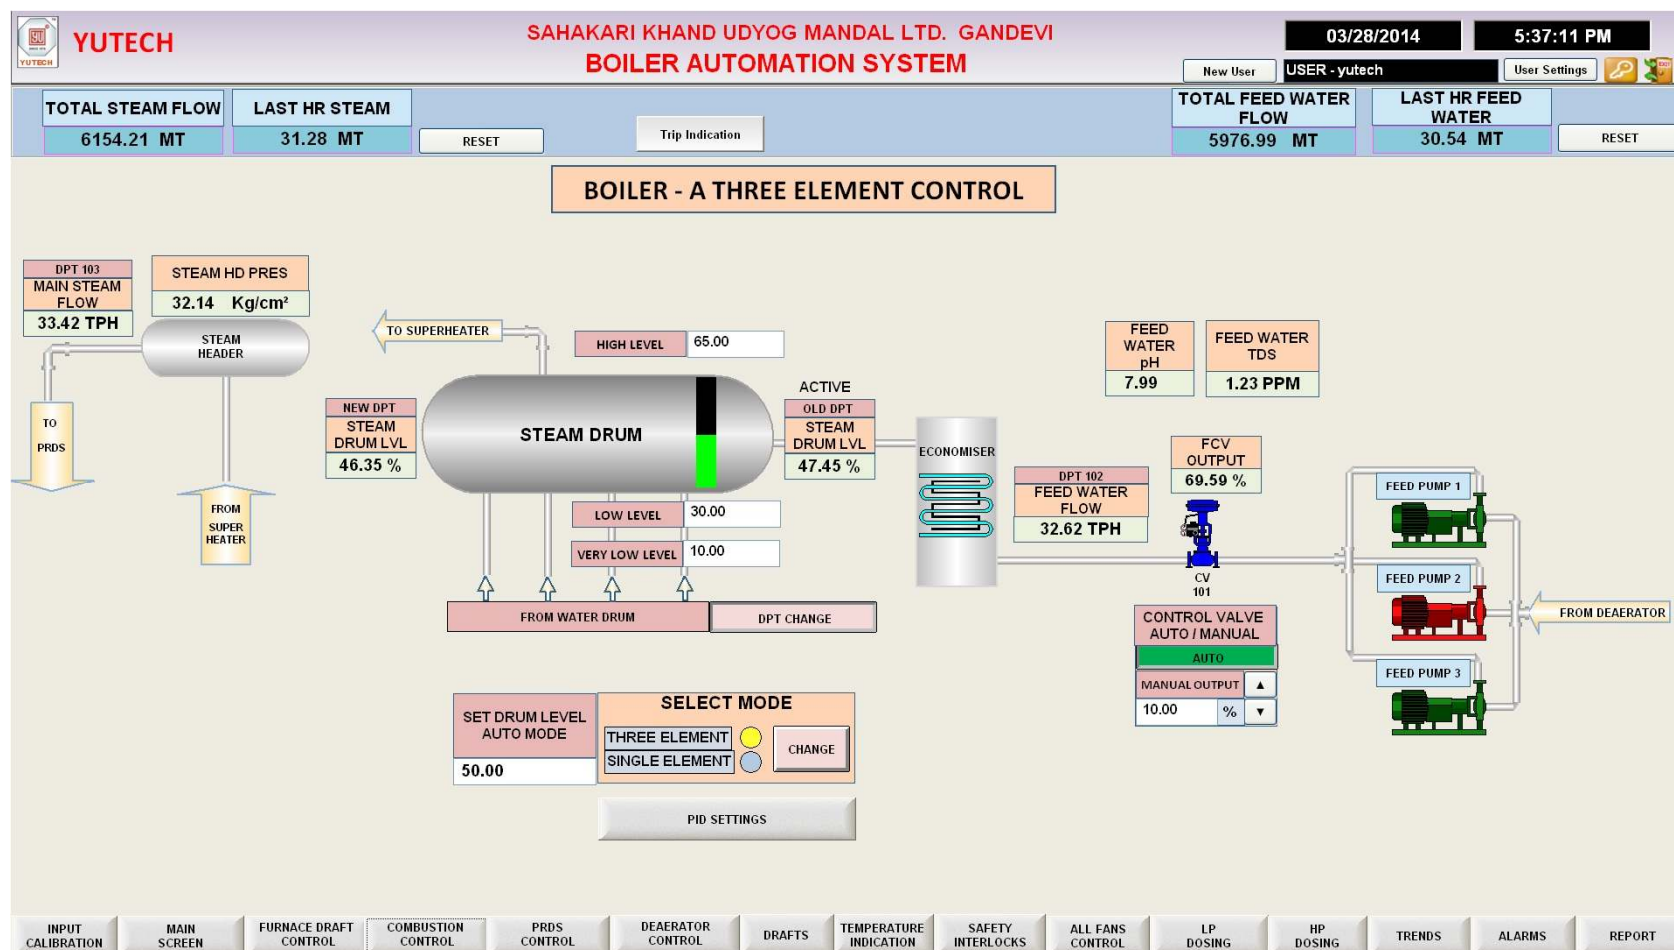 YUTECH
YUTECH
SAHAKARI KHAND UDYOG MANDAL LTD. GANDEVI
BOILER AUTOMATION SYSTEM
03/28/2014
5:37:11 PM
New User
USER - yutech
User Settings
TOTAL STEAM FLOW
6154.21 MT
LAST HR STEAM
31.28 MT
RESET
Trip Indication
TOTAL FEED WATER
FLOW
5976.99 MT
LAST HR FEED
WATER
30.54 MT
RESET
BOILER - A THREE ELEMENT CONTROL
DPT 103
MAIN STEAM
FLOW
33.42 TPH
STEAM HD PRES
32.14 Kg/cm²
STEAM
HEADER
TO
PRDS
FROM
SUPER
HEATER
TO SUPERHEATER
HIGH LEVEL
65.00
NEW DPT
STEAM
DRUM LVL
46.35 %
STEAM DRUM
ACTIVE
OLD DPT
STEAM
DRUM LVL
47.45 %
LOW LEVEL
30.00
VERY LOW LEVEL
10.00
FROM WATER DRUM
DPT CHANGE
ECONOMISER
DPT 102
FEED WATER
FLOW
32.62 TPH
FEED
WATER
pH
7.99
FEED WATER
TDS
1.23 PPM
FCV
OUTPUT
69.59 %
CV
101
FEED PUMP 1
FEED PUMP 2
FEED PUMP 3
FROM DEAERATOR
CONTROL VALVE
AUTO / MANUAL
AUTO
MANUAL OUTPUT
▲
10.00
%
▼
SET DRUM LEVEL
AUTO MODE
50.00
SELECT MODE
THREE ELEMENT
SINGLE ELEMENT
CHANGE
PID SETTINGS
INPUT
CALIBRATION
MAIN
SCREEN
FURNACE DRAFT
CONTROL
COMBUSTION
CONTROL
PRDS
CONTROL
DEAERATOR
CONTROL
DRAFTS
TEMPERATURE
INDICATION
SAFETY
INTERLOCKS
ALL FANS
CONTROL
LP
DOSING
HP
DOSING
TRENDS
ALARMS
REPORT